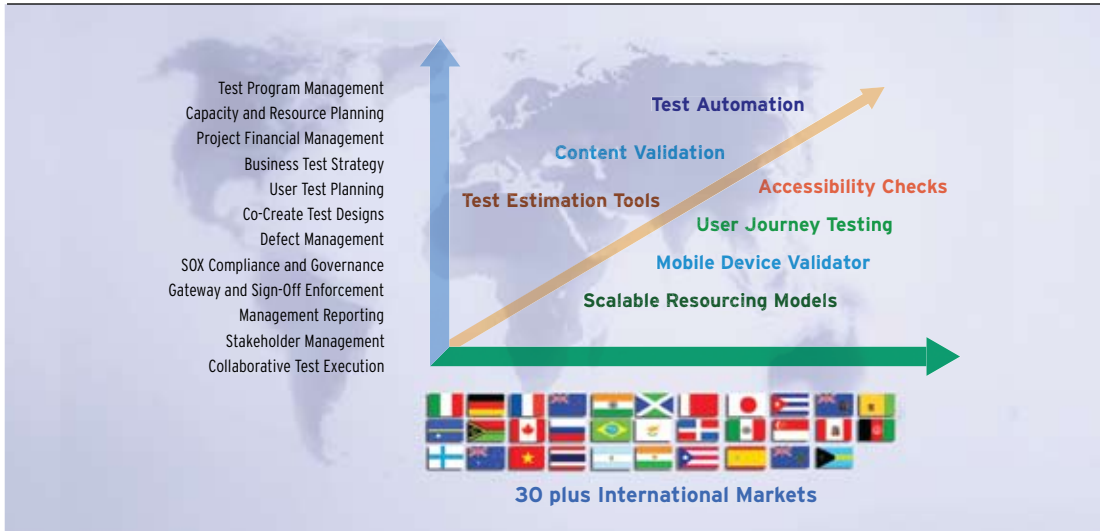 Test Program Management
Capacity and Resource Planning
Project Financial Management
Business Test Strategy
User Test Planning
Co-Create Test Designs
Defect Management
SOX Compliance and Governance
Gateway and Sign-Off Enforcement
Management Reporting
Stakeholder Management
Collaborative Test Execution
Test Automation
Content Validation
Accessibility Checks
Test Estimation Tools
User Journey Testing
Mobile Device Validator
Scalable Resourcing Models
30 plus International Markets